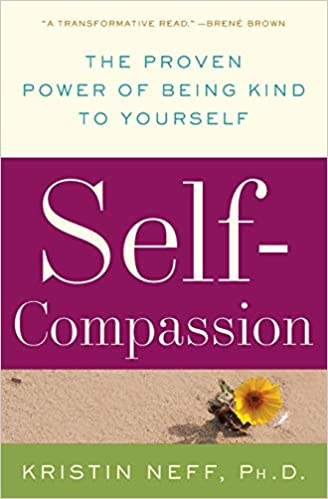 "A TRANSFORMATIVE READ."—BRENÉ BROWN
THE PROVEN
POWER OF BEING KIND
TO YOURSELF
Self-
Compassion
KRISTIN NEFF, PH.D.